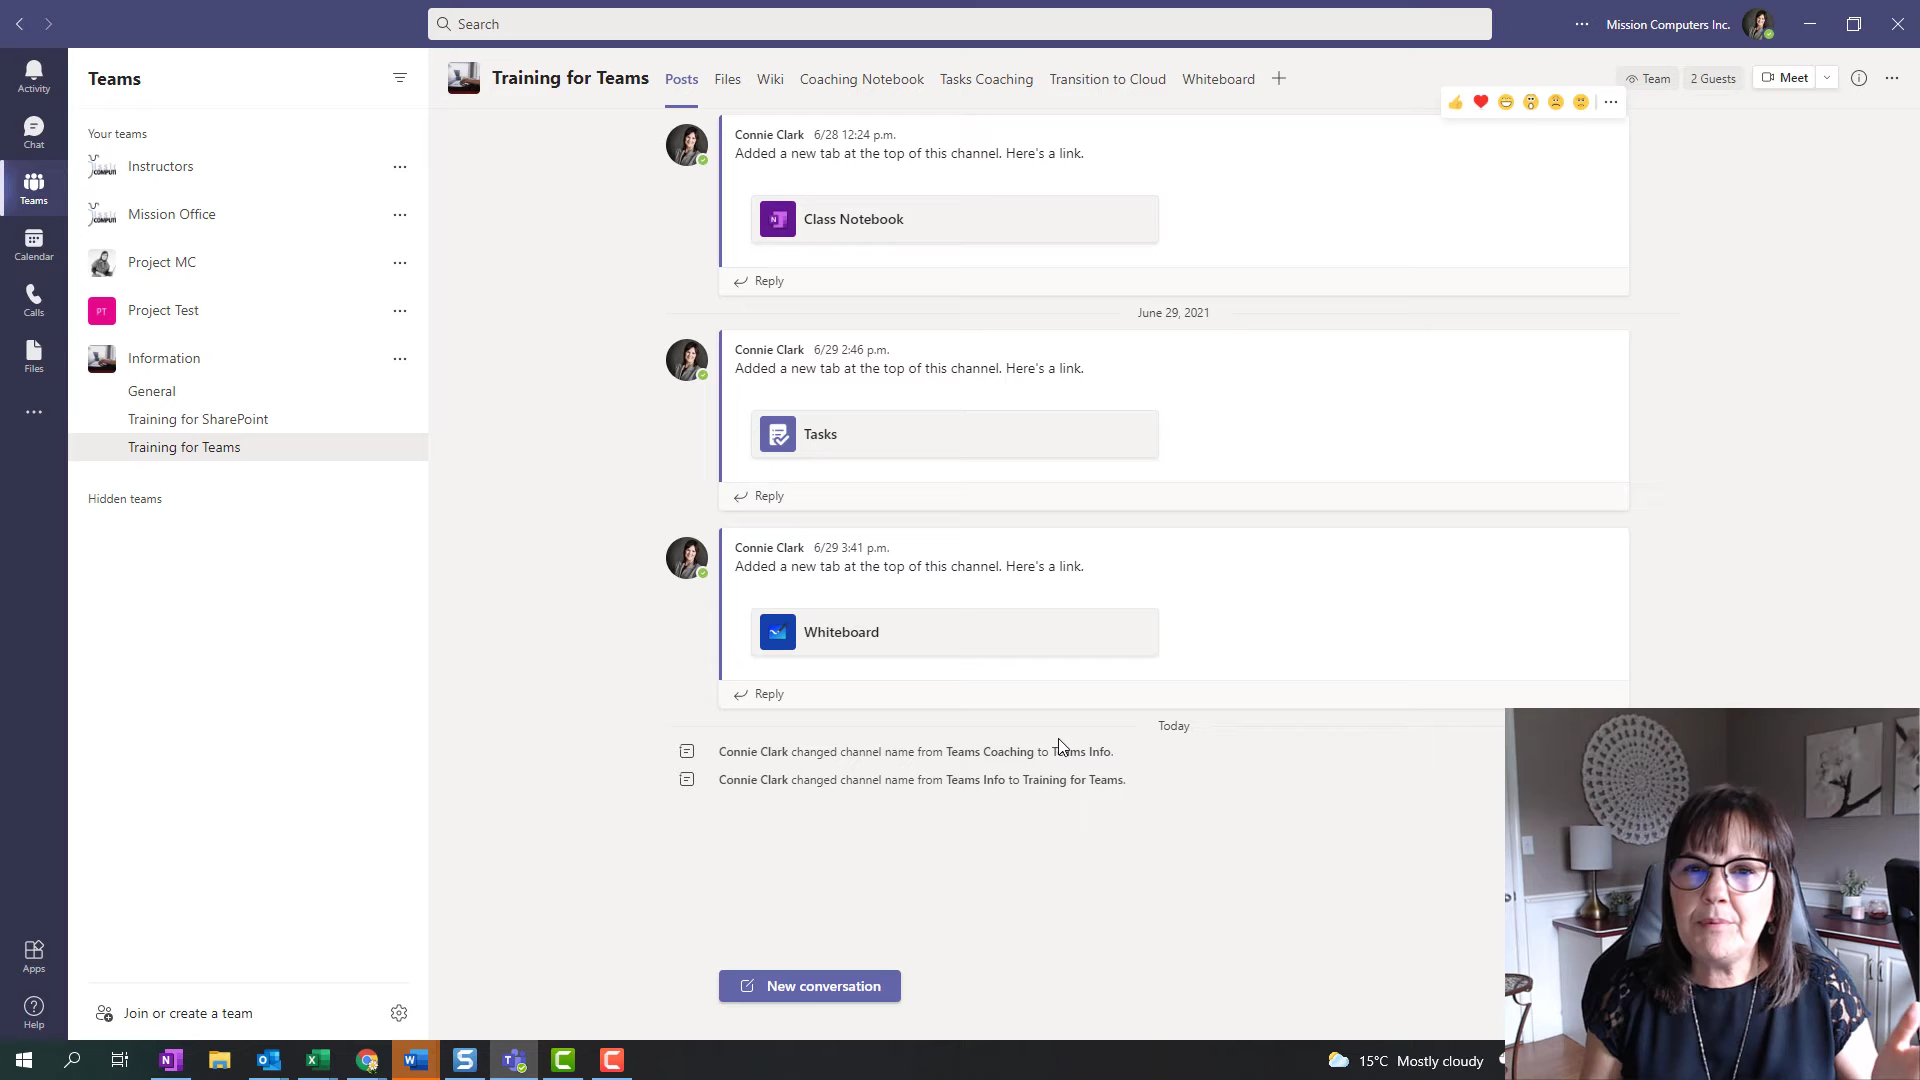 Search
Mission Computers Inc.
Activity
Chat
Teams
Calendar
Calls
Files
Apps
Help
Teams
Your teams
Instructors
Mission Office
Project MC
PT
Project Test
Information
General
Training for SharePoint
Training for Teams
Hidden teams
Join or create a team
Training for Teams
Posts
Files
Wiki
Coaching Notebook
Tasks Coaching
Transition to Cloud
Whiteboard
Team
2 Guests
Meet
Connie Clark 6/28 12:24 p.m.
Added a new tab at the top of this channel. Here's a link.
Class Notebook
Reply
June 29, 2021
Connie Clark 6/29 2:46 p.m.
Added a new tab at the top of this channel. Here's a link.
Tasks
Reply
Connie Clark 6/29 3:41 p.m.
Added a new tab at the top of this channel. Here's a link.
Whiteboard
Reply
Today
Connie Clark changed channel name from Teams Coaching to Teams Info.
Connie Clark changed channel name from Teams Info to Training for Teams.
New conversation
15°C Mostly cloudy